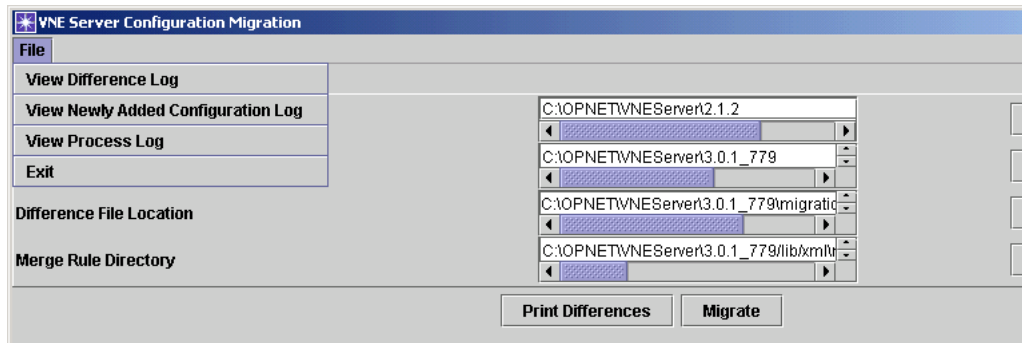 VNE Server Configuration Migration
File
View Difference Log
View Newly Added Configuration Log
View Process Log
Exit
C:\OPNET\VNEServer\2.1.2
C:\OPNET\VNEServer\3.0.1_779
Difference File Location
C:\OPNET\VNEServer\3.0.1_779\migratic
Merge Rule Directory
C:\OPNET\VNEServer\3.0.1_779/lib/xml\r
Print Differences
Migrate